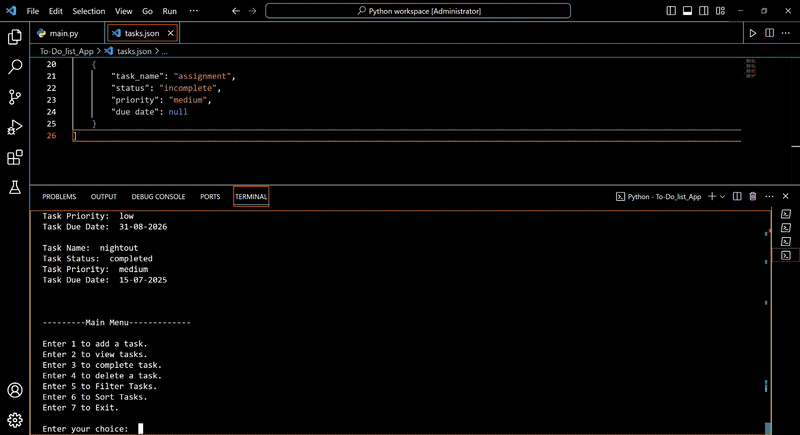 File Edit Selection View Go Run ··· Python workspace [Administrator]
main.py tasks.json
To-Do_list_App > tasks.json > ...
20 {
21 "task_name": "assignment",
22 "status": "incomplete",
23 "priority": "medium",
24 "due date": null
25 }
26 ]
PROBLEMS OUTPUT DEBUG CONSOLE PORTS TERMINAL Python - To-Do_list_App
Task Priority: low
Task Due Date: 31-08-2026
Task Name: nightout
Task Status: completed
Task Priority: medium
Task Due Date: 15-07-2025
---------Main Menu-------------
Enter 1 to add a task.
Enter 2 to view tasks.
Enter 3 to complete task.
Enter 4 to delete a task.
Enter 5 to Filter Tasks.
Enter 6 to Sort Tasks.
Enter 7 to Exit.
Enter your choice: